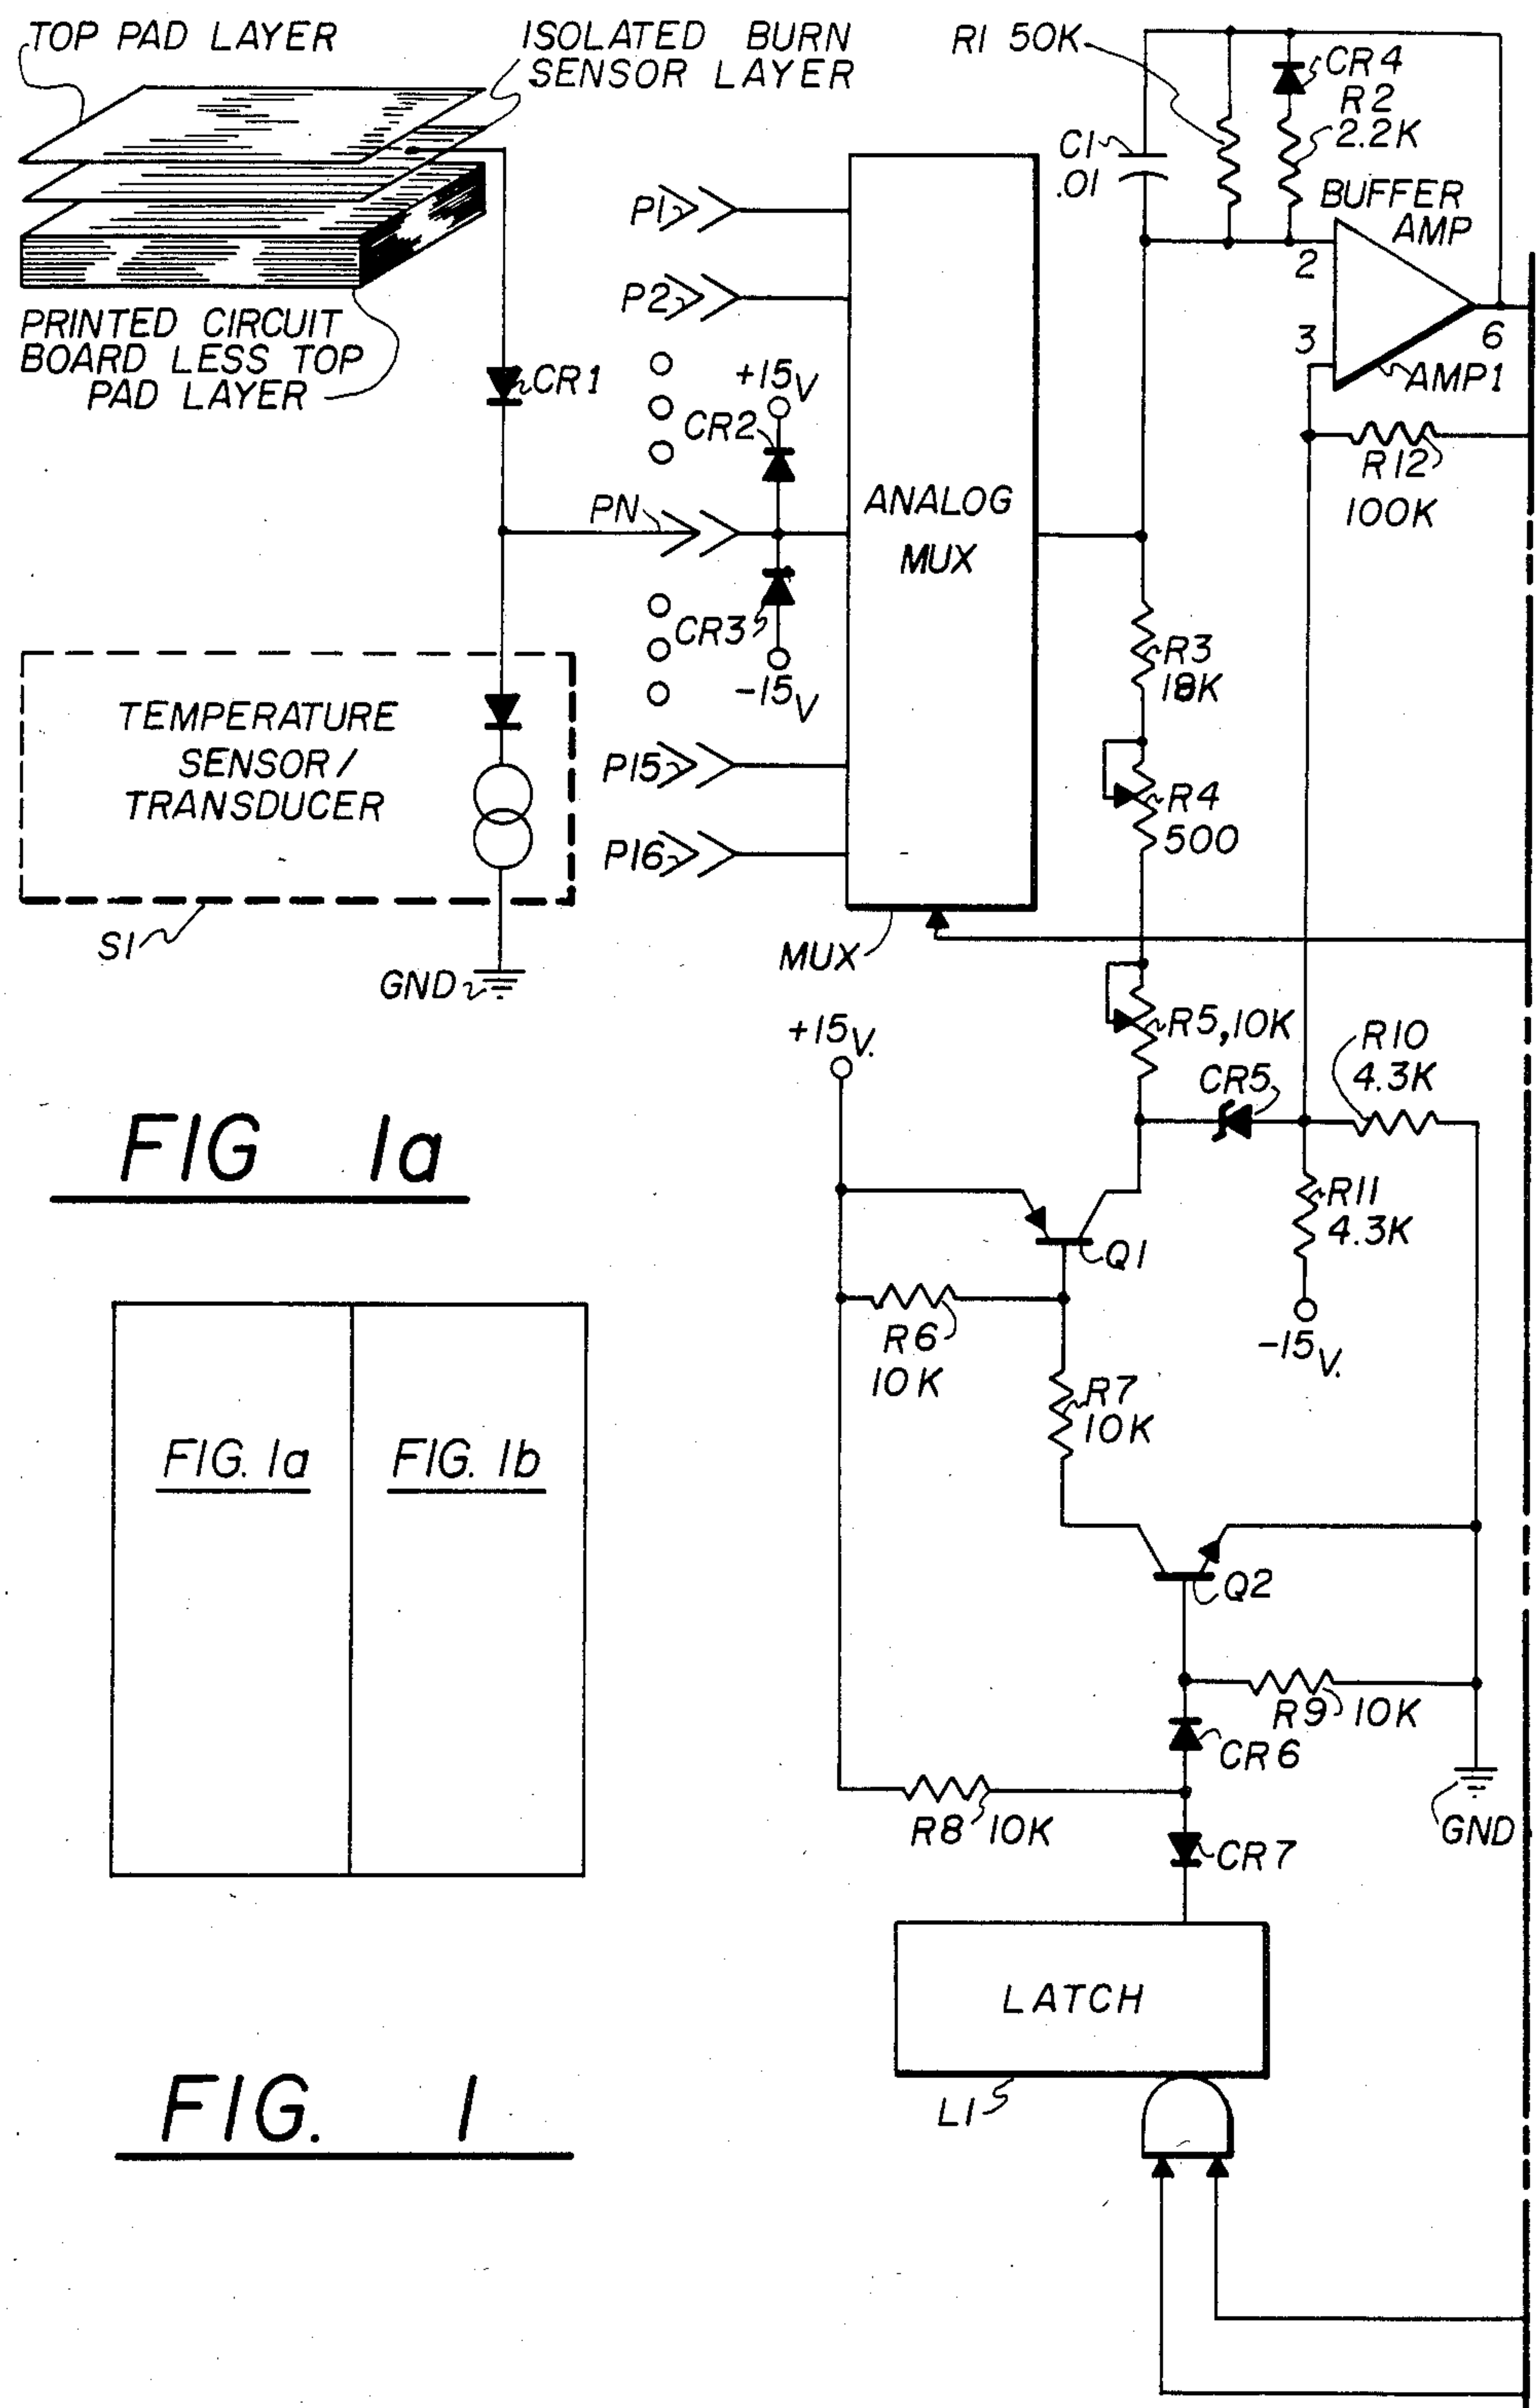 TOP PAD LAYER
ISOLATED BURN
SENSOR LAYER
R1 50K
CR4
R2
2.2K
C1
.01
BUFFER
AMP
2
3
6
AMP1
P1
P2
PRINTED CIRCUIT
BOARD LESS TOP
PAD LAYER
CR1
+15V
CR2
R12
100K
PN
ANALOG
MUX
CR3
-15V
R3
18K
TEMPERATURE
SENSOR/
TRANSDUCER
P15
R4
500
P16
S1
MUX
GND
+15V.
R5,10K
R10
4.3K
CR5
FIG 1a
R11
4.3K
Q1
R6
10K
-15V.
R7
10K
FIG. 1a
FIG. 1b
Q2
R9 10K
CR6
R8 10K
GND
CR7
LATCH
L1
FIG. 1